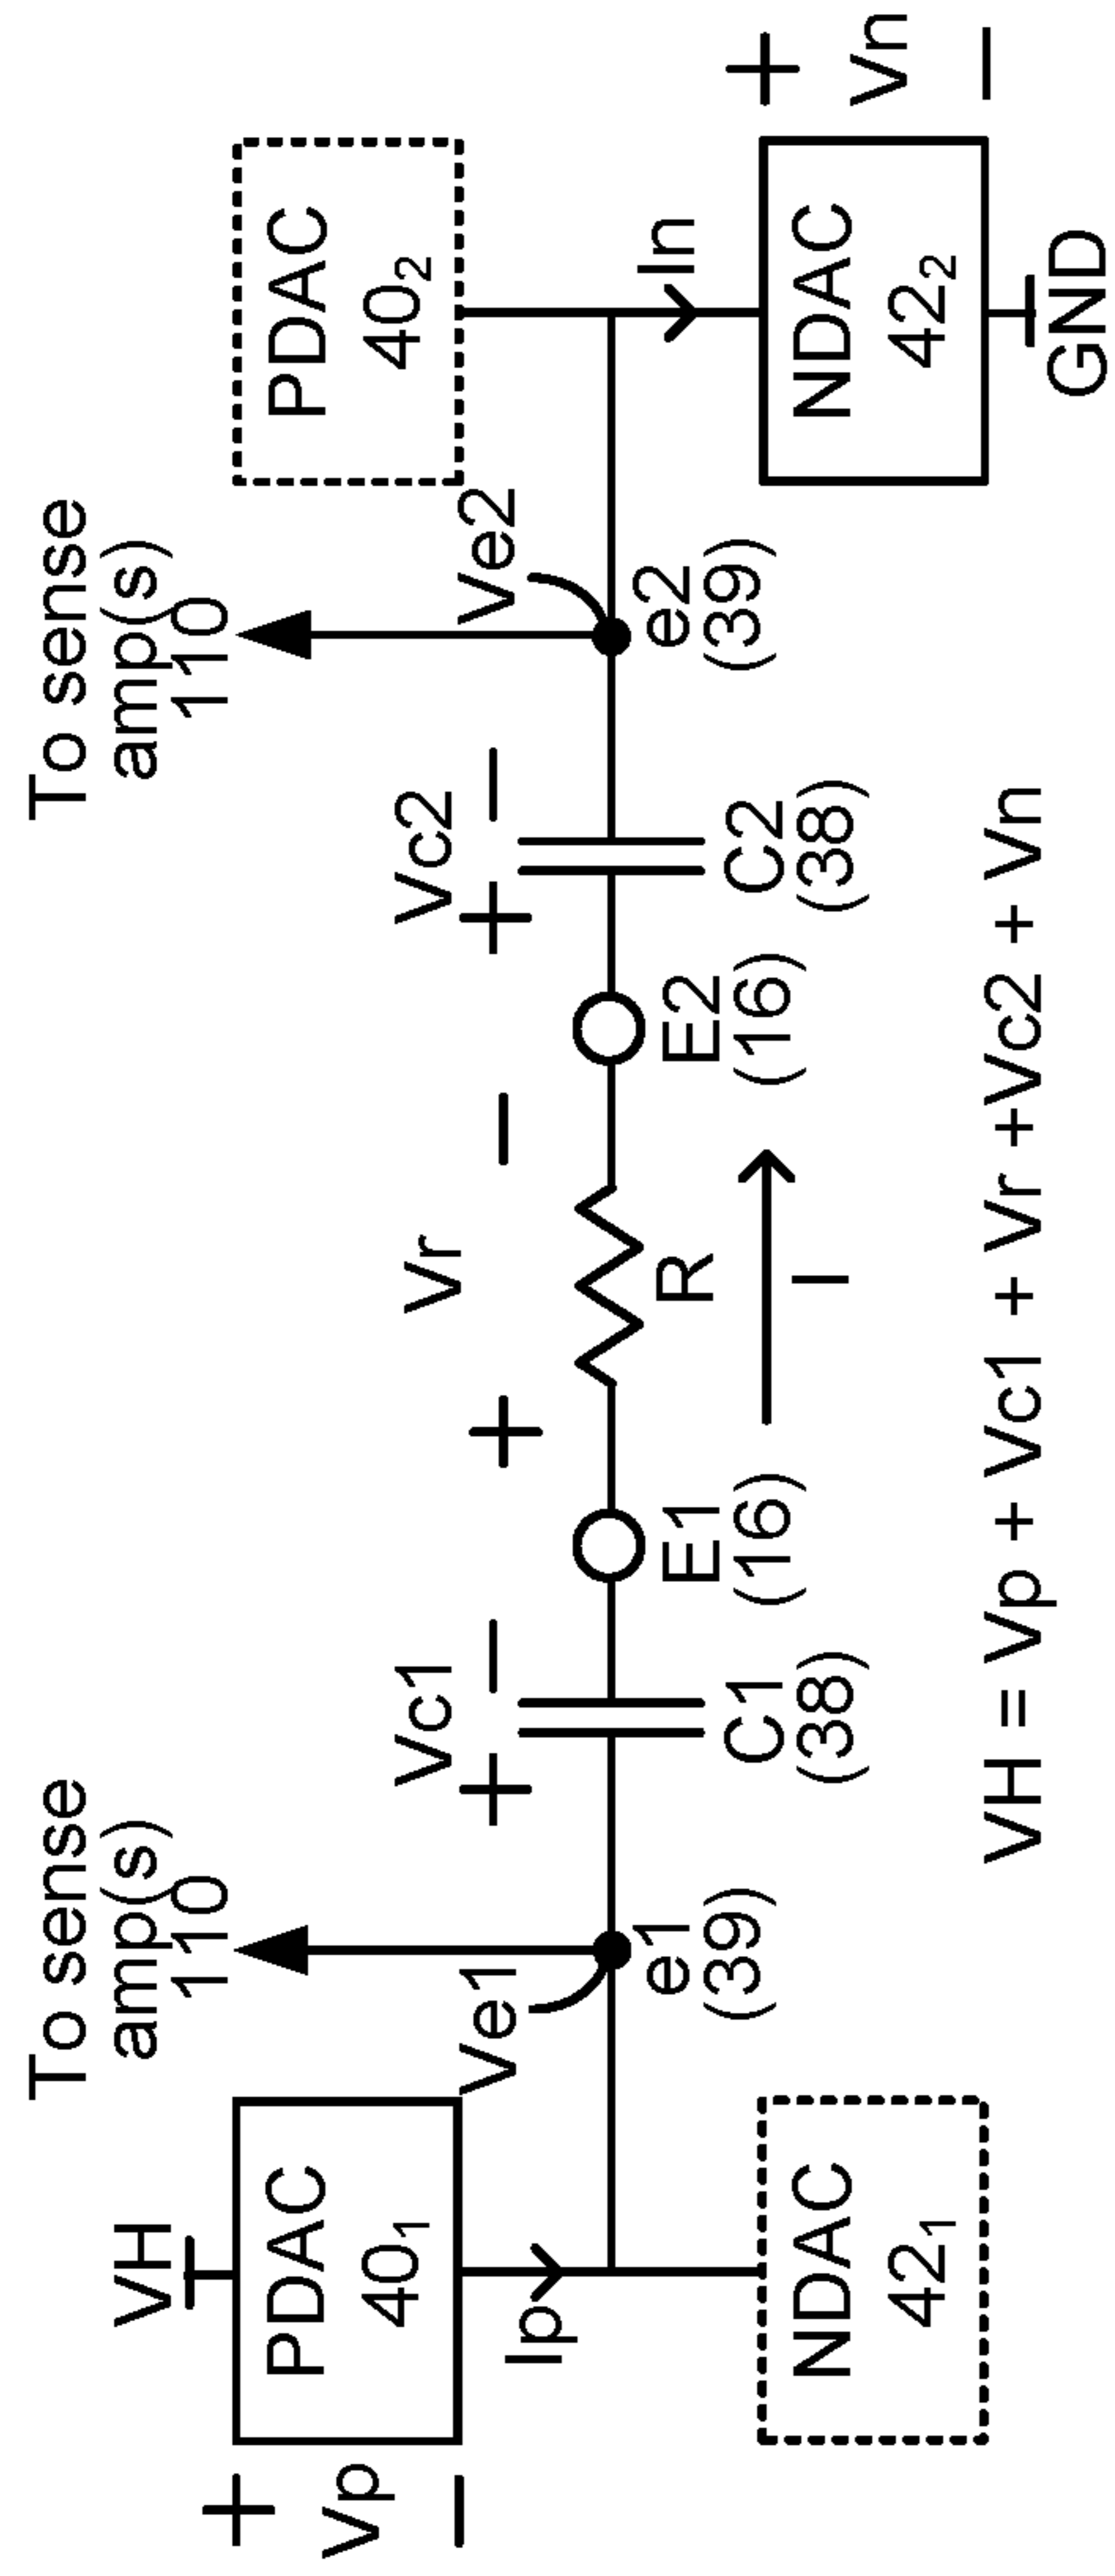 To sense
amp(s)
110
To sense
amp(s)
110
VH
+
Vp
−
PDAC
40₁
Ip
Ve1
e1
(39)
NDAC
42₁
Vc1
+ −
C1
(38)
E1
(16)
Vr
+ −
R
I
E2
(16)
Vc2
+ −
C2
(38)
Ve2
e2
(39)
PDAC
40₂
In
NDAC
42₂
+
Vn
−
GND
VH = Vp + Vc1 + Vr +Vc2 + Vn